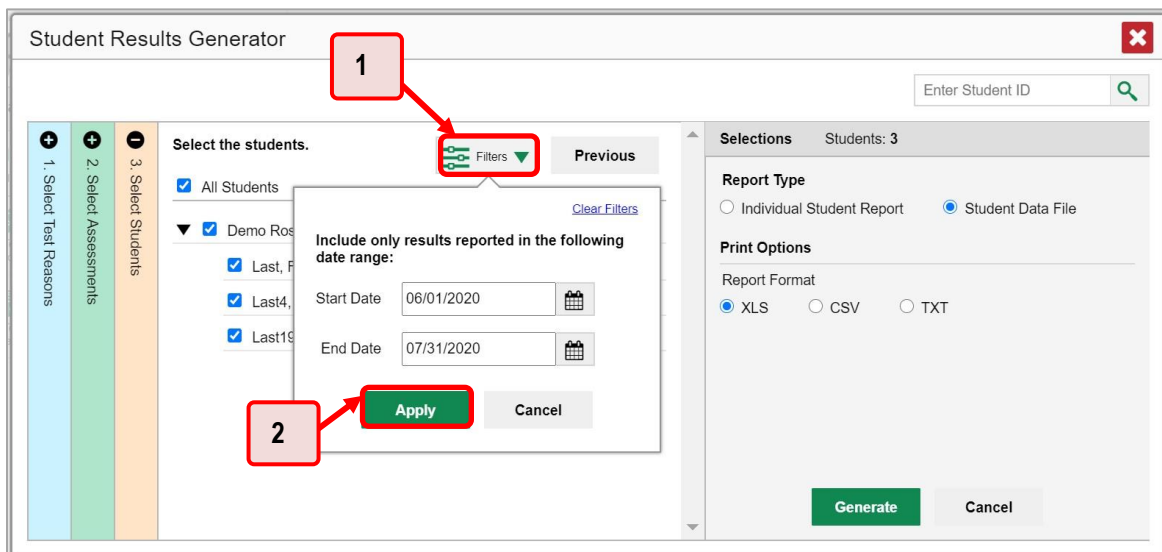 Student Results Generator
1
Enter Student ID
1. Select Test Reasons
2. Select Assessments
3. Select Students
Select the students.
Filters
Previous
All Students
Demo Ros
Last, F
Last4,
Last19
Clear Filters
Include only results reported in the following
date range:
Start Date 06/01/2020
End Date 07/31/2020
Apply Cancel
2
Selections Students: 3
Report Type
Individual Student Report Student Data File
Print Options
Report Format
XLS CSV TXT
Generate Cancel